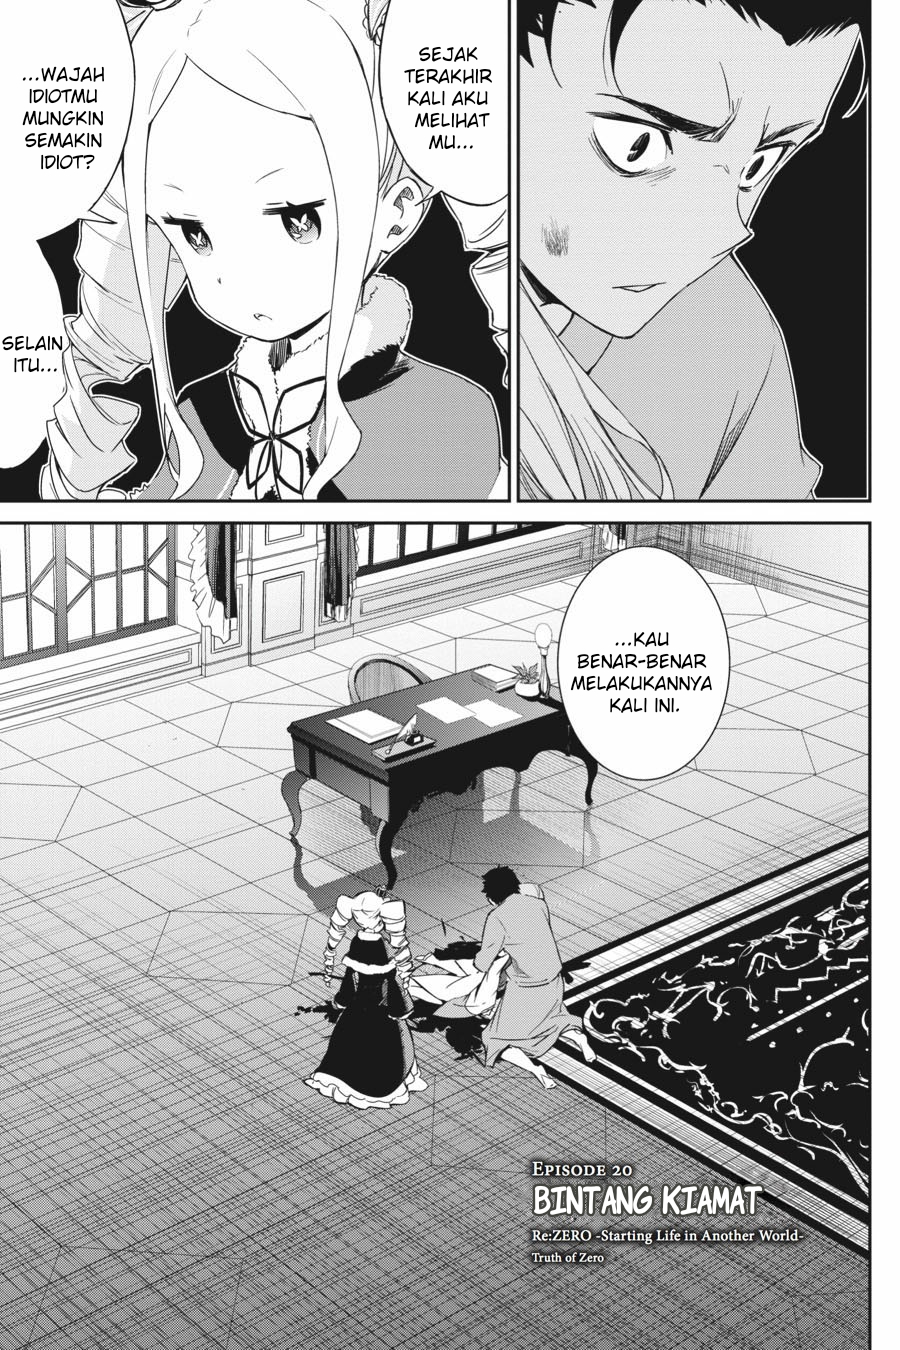 SEJAK
TERAKHIR
KALI AKU
MELIHAT
MU...
...WAJAH
IDIOTMU
MUNGKIN
SEMAKIN
IDIOT?
SELAIN
ITU...
...KAU
BENAR-BENAR
MELAKUKANNYA
KALI INI.
EPISODE 20
BINTANG KIAMAT
Re:ZERO -Starting Life in Another World-
Truth of Zero